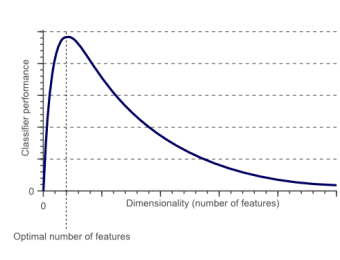 Classifier performance
0
0
Dimensionality (number of features)
Optimal number of features